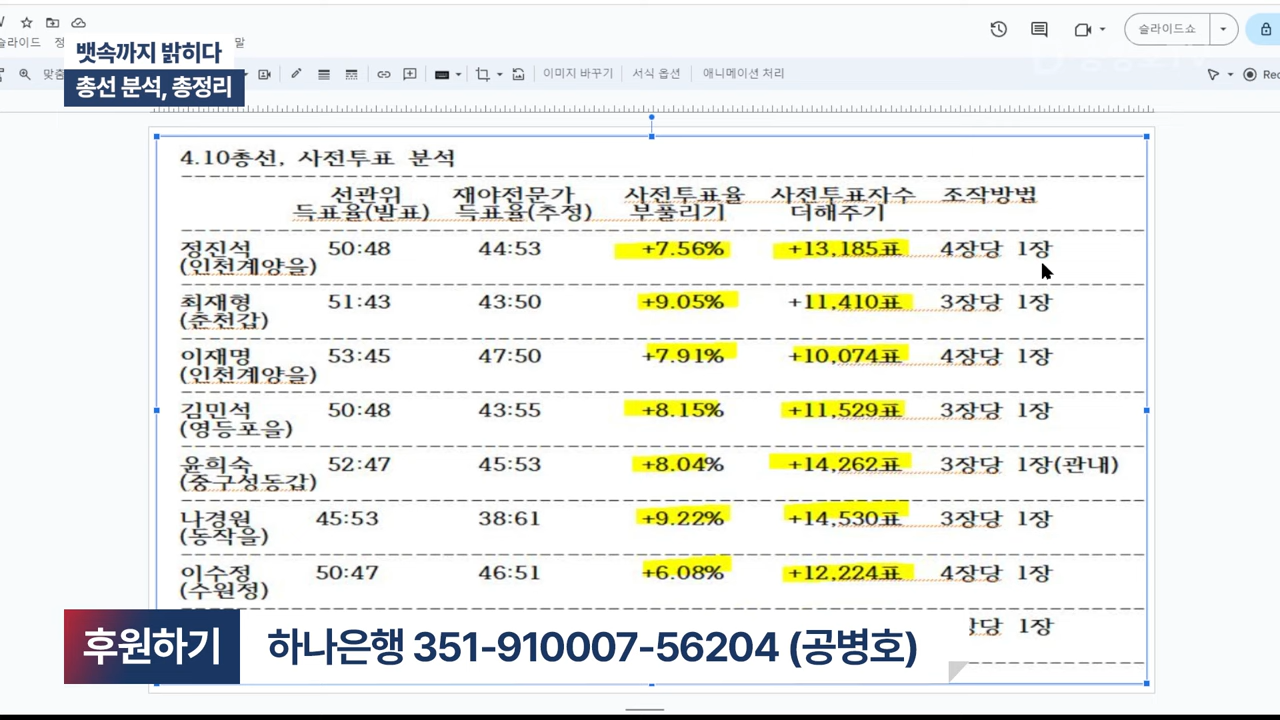 슬라이드
말
뱃속까지 밝히다
총선 분석, 총정리
슬라이드쇼
이미지 바꾸기
서식 옵션
애니메이션 처리
Rec
4.10총선, 사전투표 분석
선관위 재야전문가 사전투표율 사전투표자수 조작방법
득표율(발표) 득표율(추정) 부풀리기 더해주기
정진석 50:48 44:53 +7.56% +13,185표 4장당 1장
(인천계양을)
최재형 51:43 43:50 +9.05% +11,410표 3장당 1장
(춘천갑)
이재명 53:45 47:50 +7.91% +10,074표 4장당 1장
(인천계양을)
김민석 50:48 43:55 +8.15% +11,529표 3장당 1장
(영등포을)
윤희숙 52:47 45:53 +8.04% +14,262표 3장당 1장(관내)
(중구성동갑)
나경원 45:53 38:61 +9.22% +14,530표 3장당 1장
(동작을)
이수정 50:47 46:51 +6.08% +12,224표 4장당 1장
(수원정)
당 1장
후원하기
하나은행 351-910007-56204 (공병호)